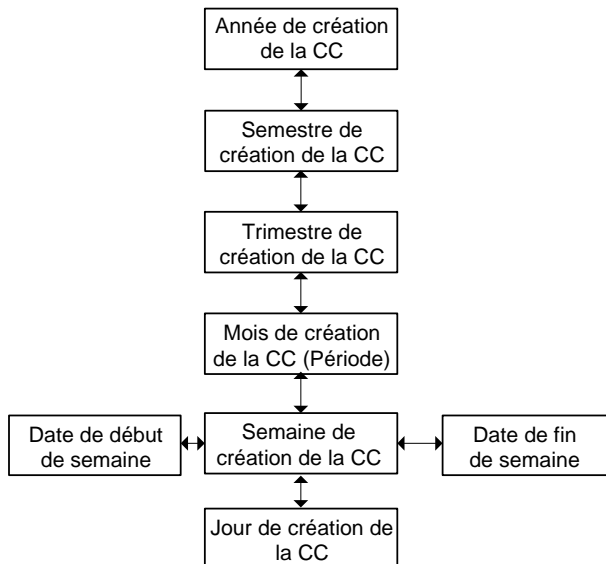 Année de création
de la CC
Semestre de
création de la CC
Trimestre de
création de la CC
Mois de création
de la CC (Période)
Date de début
de semaine
Semaine de
création de la CC
Date de fin
de semaine
Jour de création de
la CC